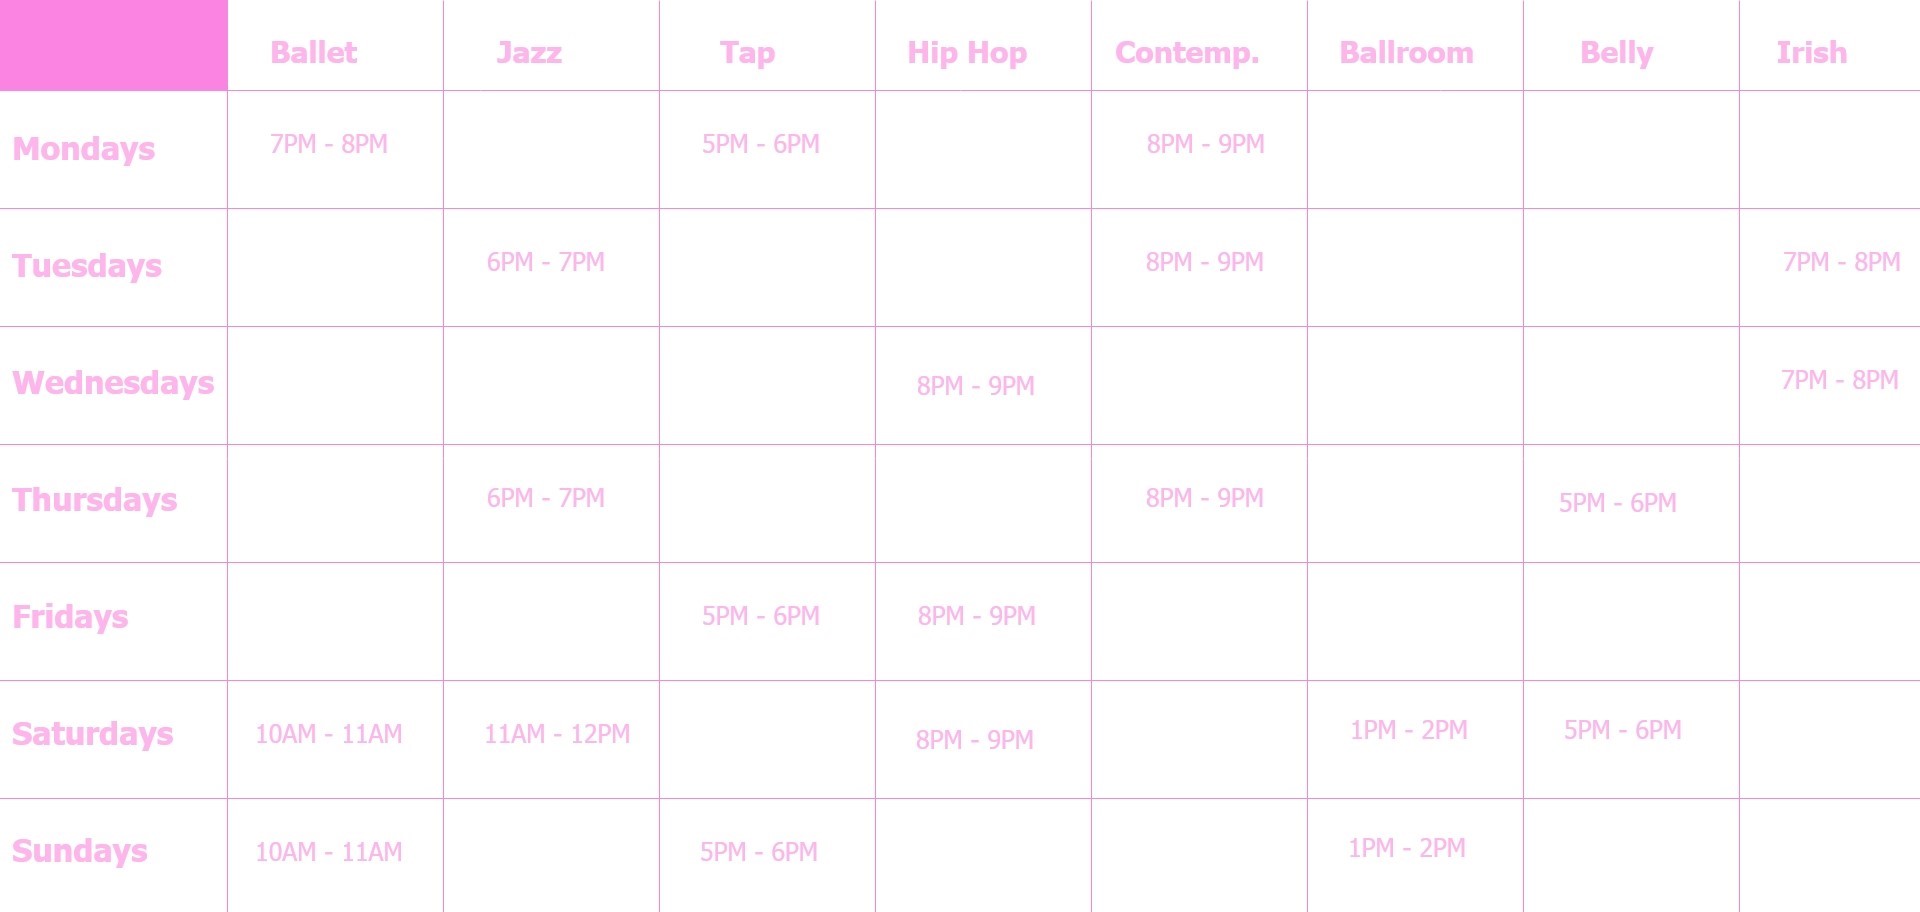 Ballet Jazz Tap Hip Hop Contemp. Ballroom Belly Irish
Mondays 7PM - 8PM 5PM - 6PM 8PM - 9PM
Tuesdays 6PM - 7PM 8PM - 9PM 7PM - 8PM
Wednesdays 8PM - 9PM 7PM - 8PM
Thursdays 6PM - 7PM 8PM - 9PM 5PM - 6PM
Fridays 5PM - 6PM 8PM - 9PM
Saturdays 10AM - 11AM 11AM - 12PM 8PM - 9PM 1PM - 2PM 5PM - 6PM
Sundays 10AM - 11AM 5PM - 6PM 1PM - 2PM